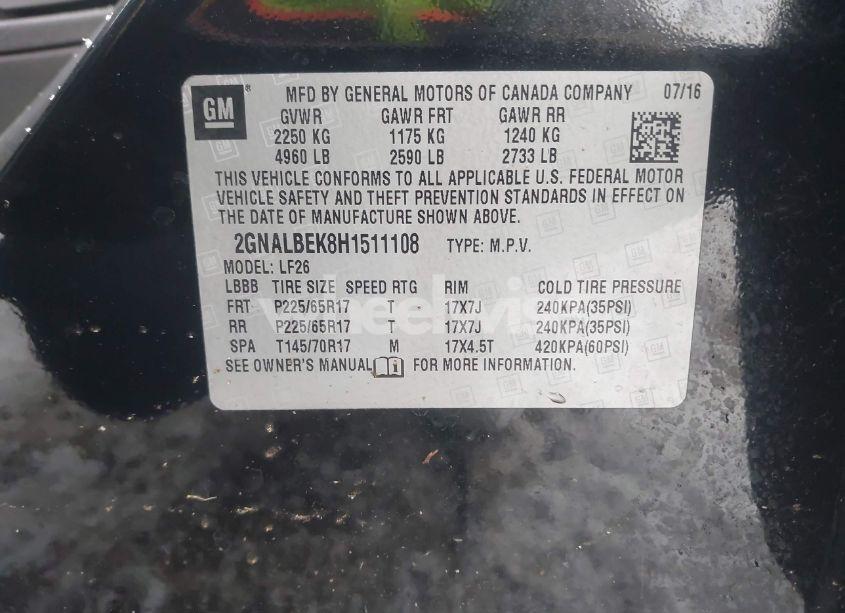 GM ® MFD BY GENERAL MOTORS OF CANADA COMPANY 07/16
GVWR GAWR FRT GAWR RR
2250 KG 1175 KG 1240 KG
4960 LB 2590 LB 2733 LB
THIS VEHICLE CONFORMS TO ALL APPLICABLE U.S. FEDERAL MOTOR
VEHICLE SAFETY AND THEFT PREVENTION STANDARDS IN EFFECT ON
THE DATE OF MANUFACTURE SHOWN ABOVE.
2GNALBEK8H1511108 TYPE: M.P.V.
MODEL: LF26
LBBB TIRE SIZE SPEED RTG RIM COLD TIRE PRESSURE
FRT P225/65R17 T 17X7J 240KPA(35PSI)
RR P225/65R17 T 17X7J 240KPA(35PSI)
SPA T145/70R17 M 17X4.5T 420KPA(60PSI)
SEE OWNER'S MANUAL i FOR MORE INFORMATION.